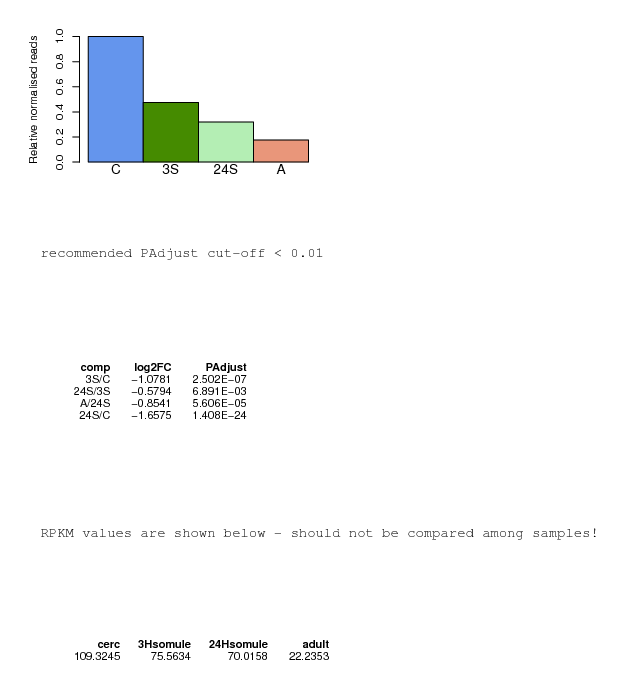 Relative normalised reads
1.0
0.8
0.6
0.4
0.2
0.0
C 3S 24S A
recommended PAdjust cut-off < 0.01
comp log2FC PAdjust
3S/C −1.0781 2.502E−07
24S/3S −0.5794 6.891E−03
A/24S −0.8541 5.606E−05
24S/C −1.6575 1.408E−24
RPKM values are shown below - should not be compared among samples!
cerc 3Hsomule 24Hsomule adult
109.3245 75.5634 70.0158 22.2353